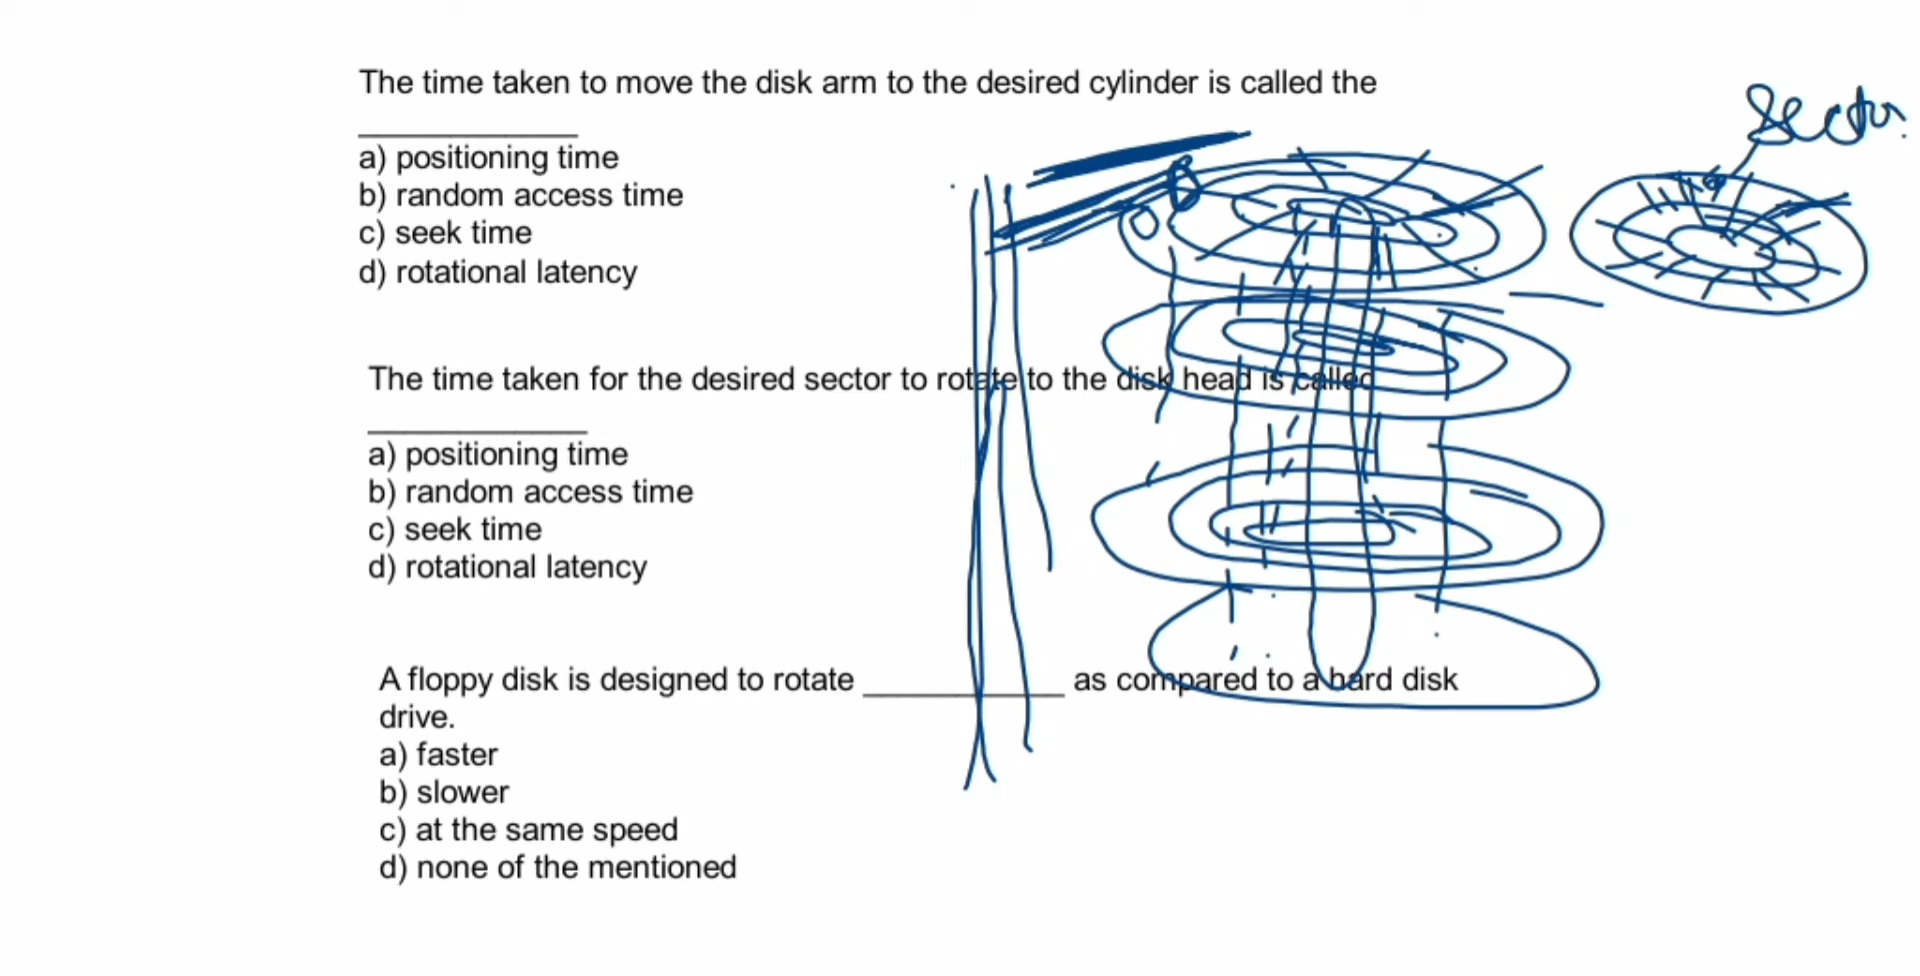 The time taken to move the disk arm to the desired cylinder is called the
_____________
a) positioning time
b) random access time
c) seek time
d) rotational latency
Sector
The time taken for the desired sector to rotate to the disk head is called
_____________
a) positioning time
b) random access time
c) seek time
d) rotational latency
A floppy disk is designed to rotate ____________ as compared to a hard disk
drive.
a) faster
b) slower
c) at the same speed
d) none of the mentioned